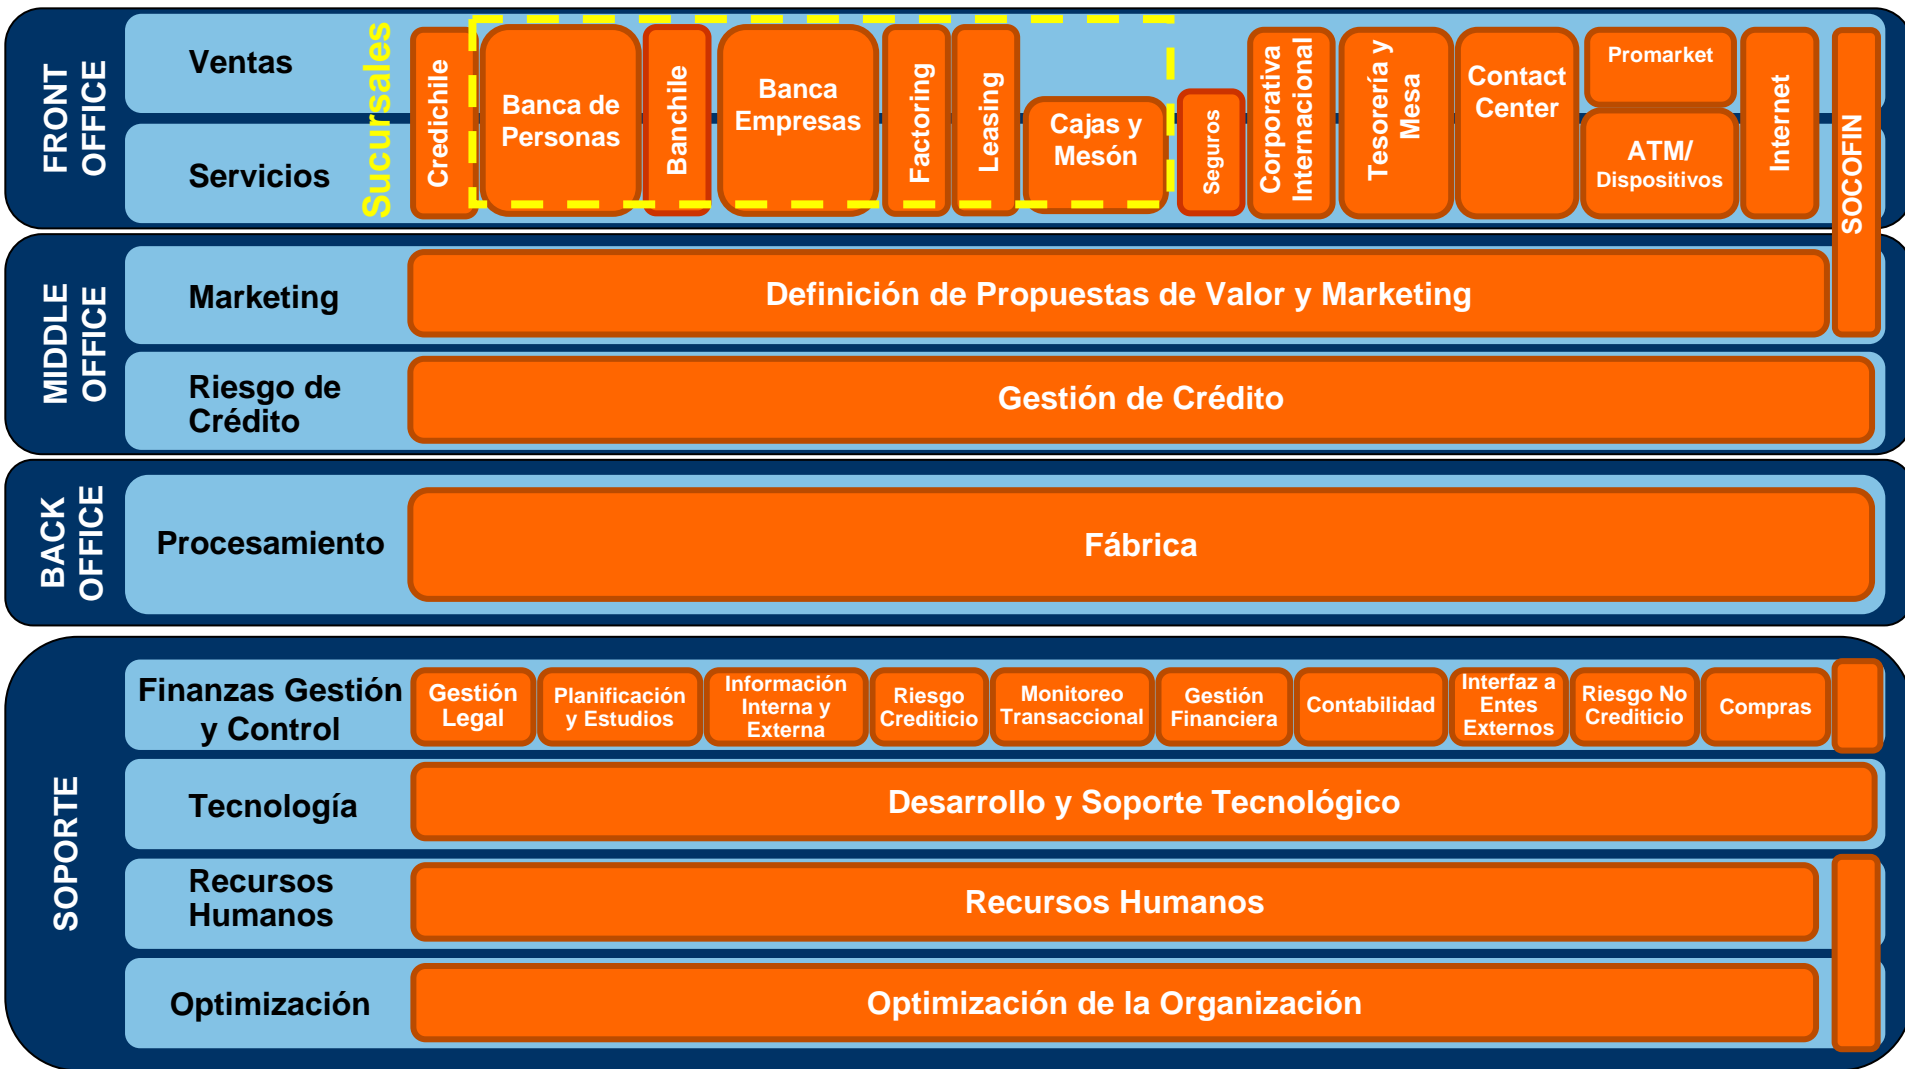 FRONT
OFFICE
Ventas
Servicios
Sucursales
Credichile
Banca de
Personas
Banchile
Banca
Empresas
Factoring
Leasing
Cajas y
Mesón
Seguros
Corporativa
Internacional
Tesorería y
Mesa
Contact
Center
Promarket
ATM/
Dispositivos
Internet
SOCOFIN
MIDDLE
OFFICE
Marketing
Definición de Propuestas de Valor y Marketing
Riesgo de
Crédito
Gestión de Crédito
BACK
OFFICE
Procesamiento
Fábrica
SOPORTE
Finanzas Gestión
y Control
Gestión
Legal
Planificación
y Estudios
Información
Interna y
Externa
Riesgo
Crediticio
Monitoreo
Transaccional
Gestión
Financiera
Contabilidad
Interfaz a
Entes
Externos
Riesgo No
Crediticio
Compras
Tecnología
Desarrollo y Soporte Tecnológico
Recursos
Humanos
Recursos Humanos
Optimización
Optimización de la Organización